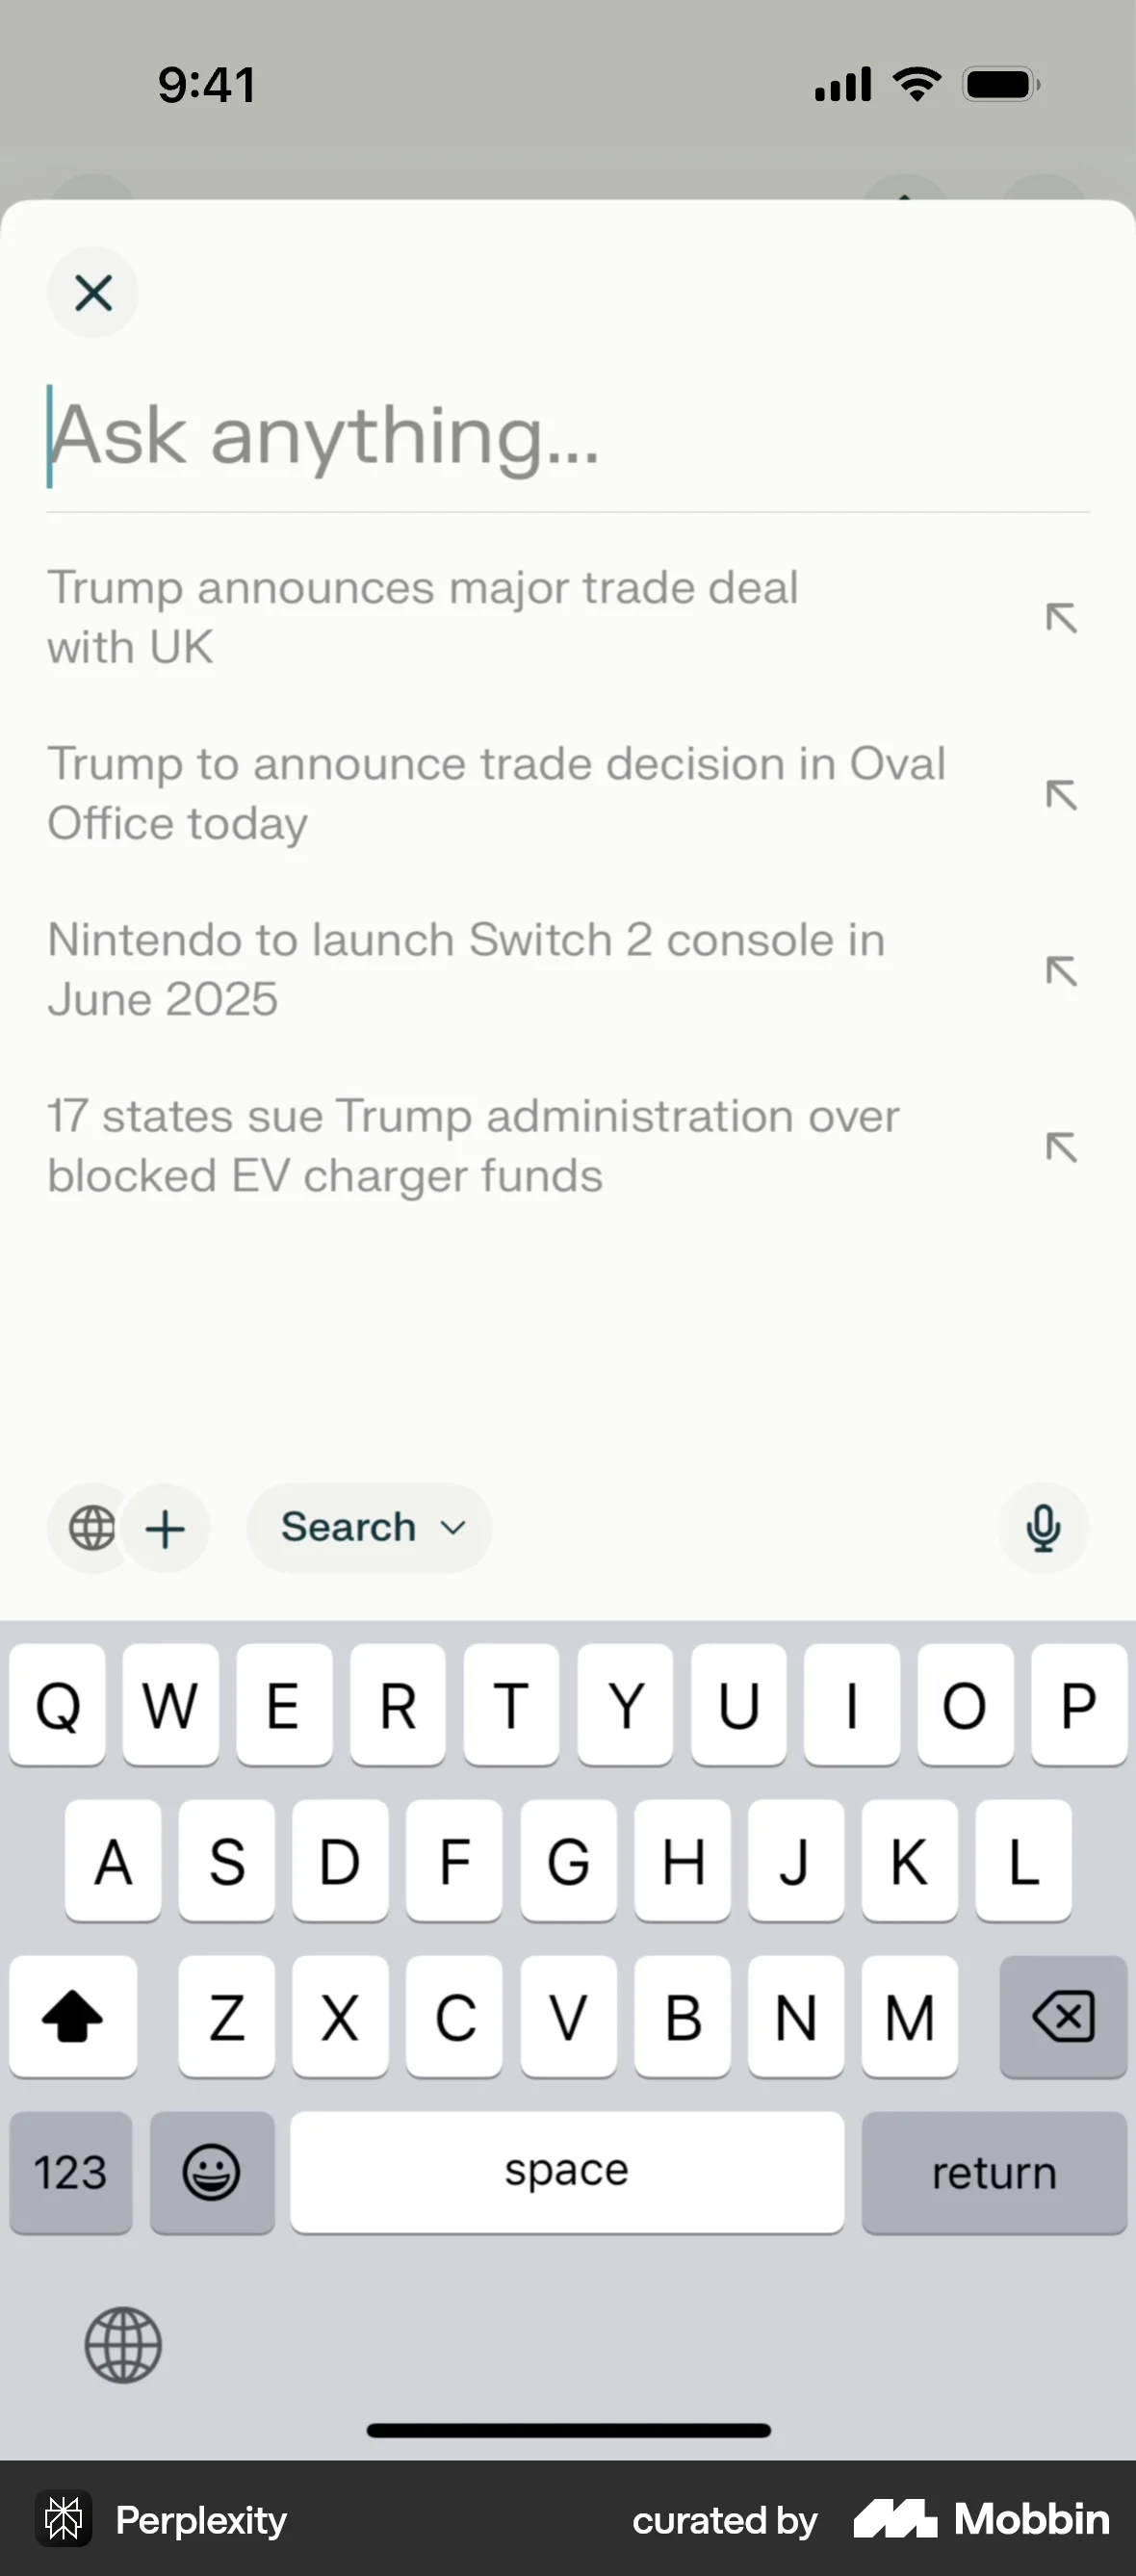 9:41
Ask anything...
Trump announces major trade deal
with UK
Trump to announce trade decision in Oval
Office today
Nintendo to launch Switch 2 console in
June 2025
17 states sue Trump administration over
blocked EV charger funds
Search
Q W E R T Y U I O P
A S D F G H J K L
Z X C V B N M
123 space return
Perplexity curated by Mobbin